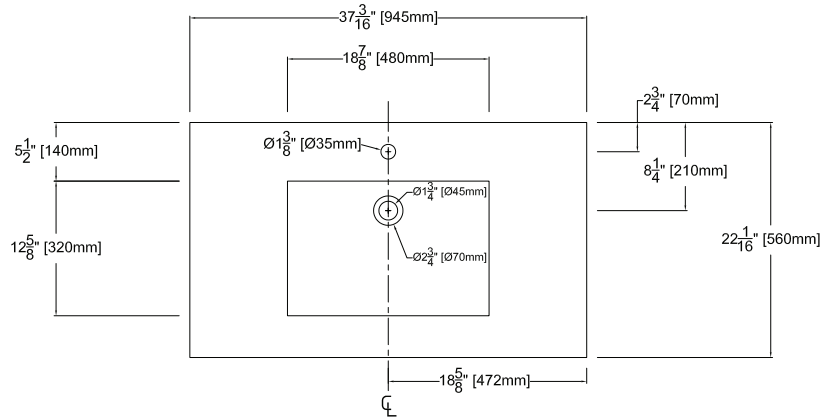 37 3/16" [945mm]
18 7/8" [480mm]
2 3/4" [70mm]
5 1/2" [140mm]
Ø1 3/8" [Ø35mm]
8 1/4" [210mm]
Ø1 3/4" [Ø45mm]
12 5/8" [320mm]
22 1/16" [560mm]
Ø2 3/4" [Ø70mm]
18 5/8" [472mm]
℄